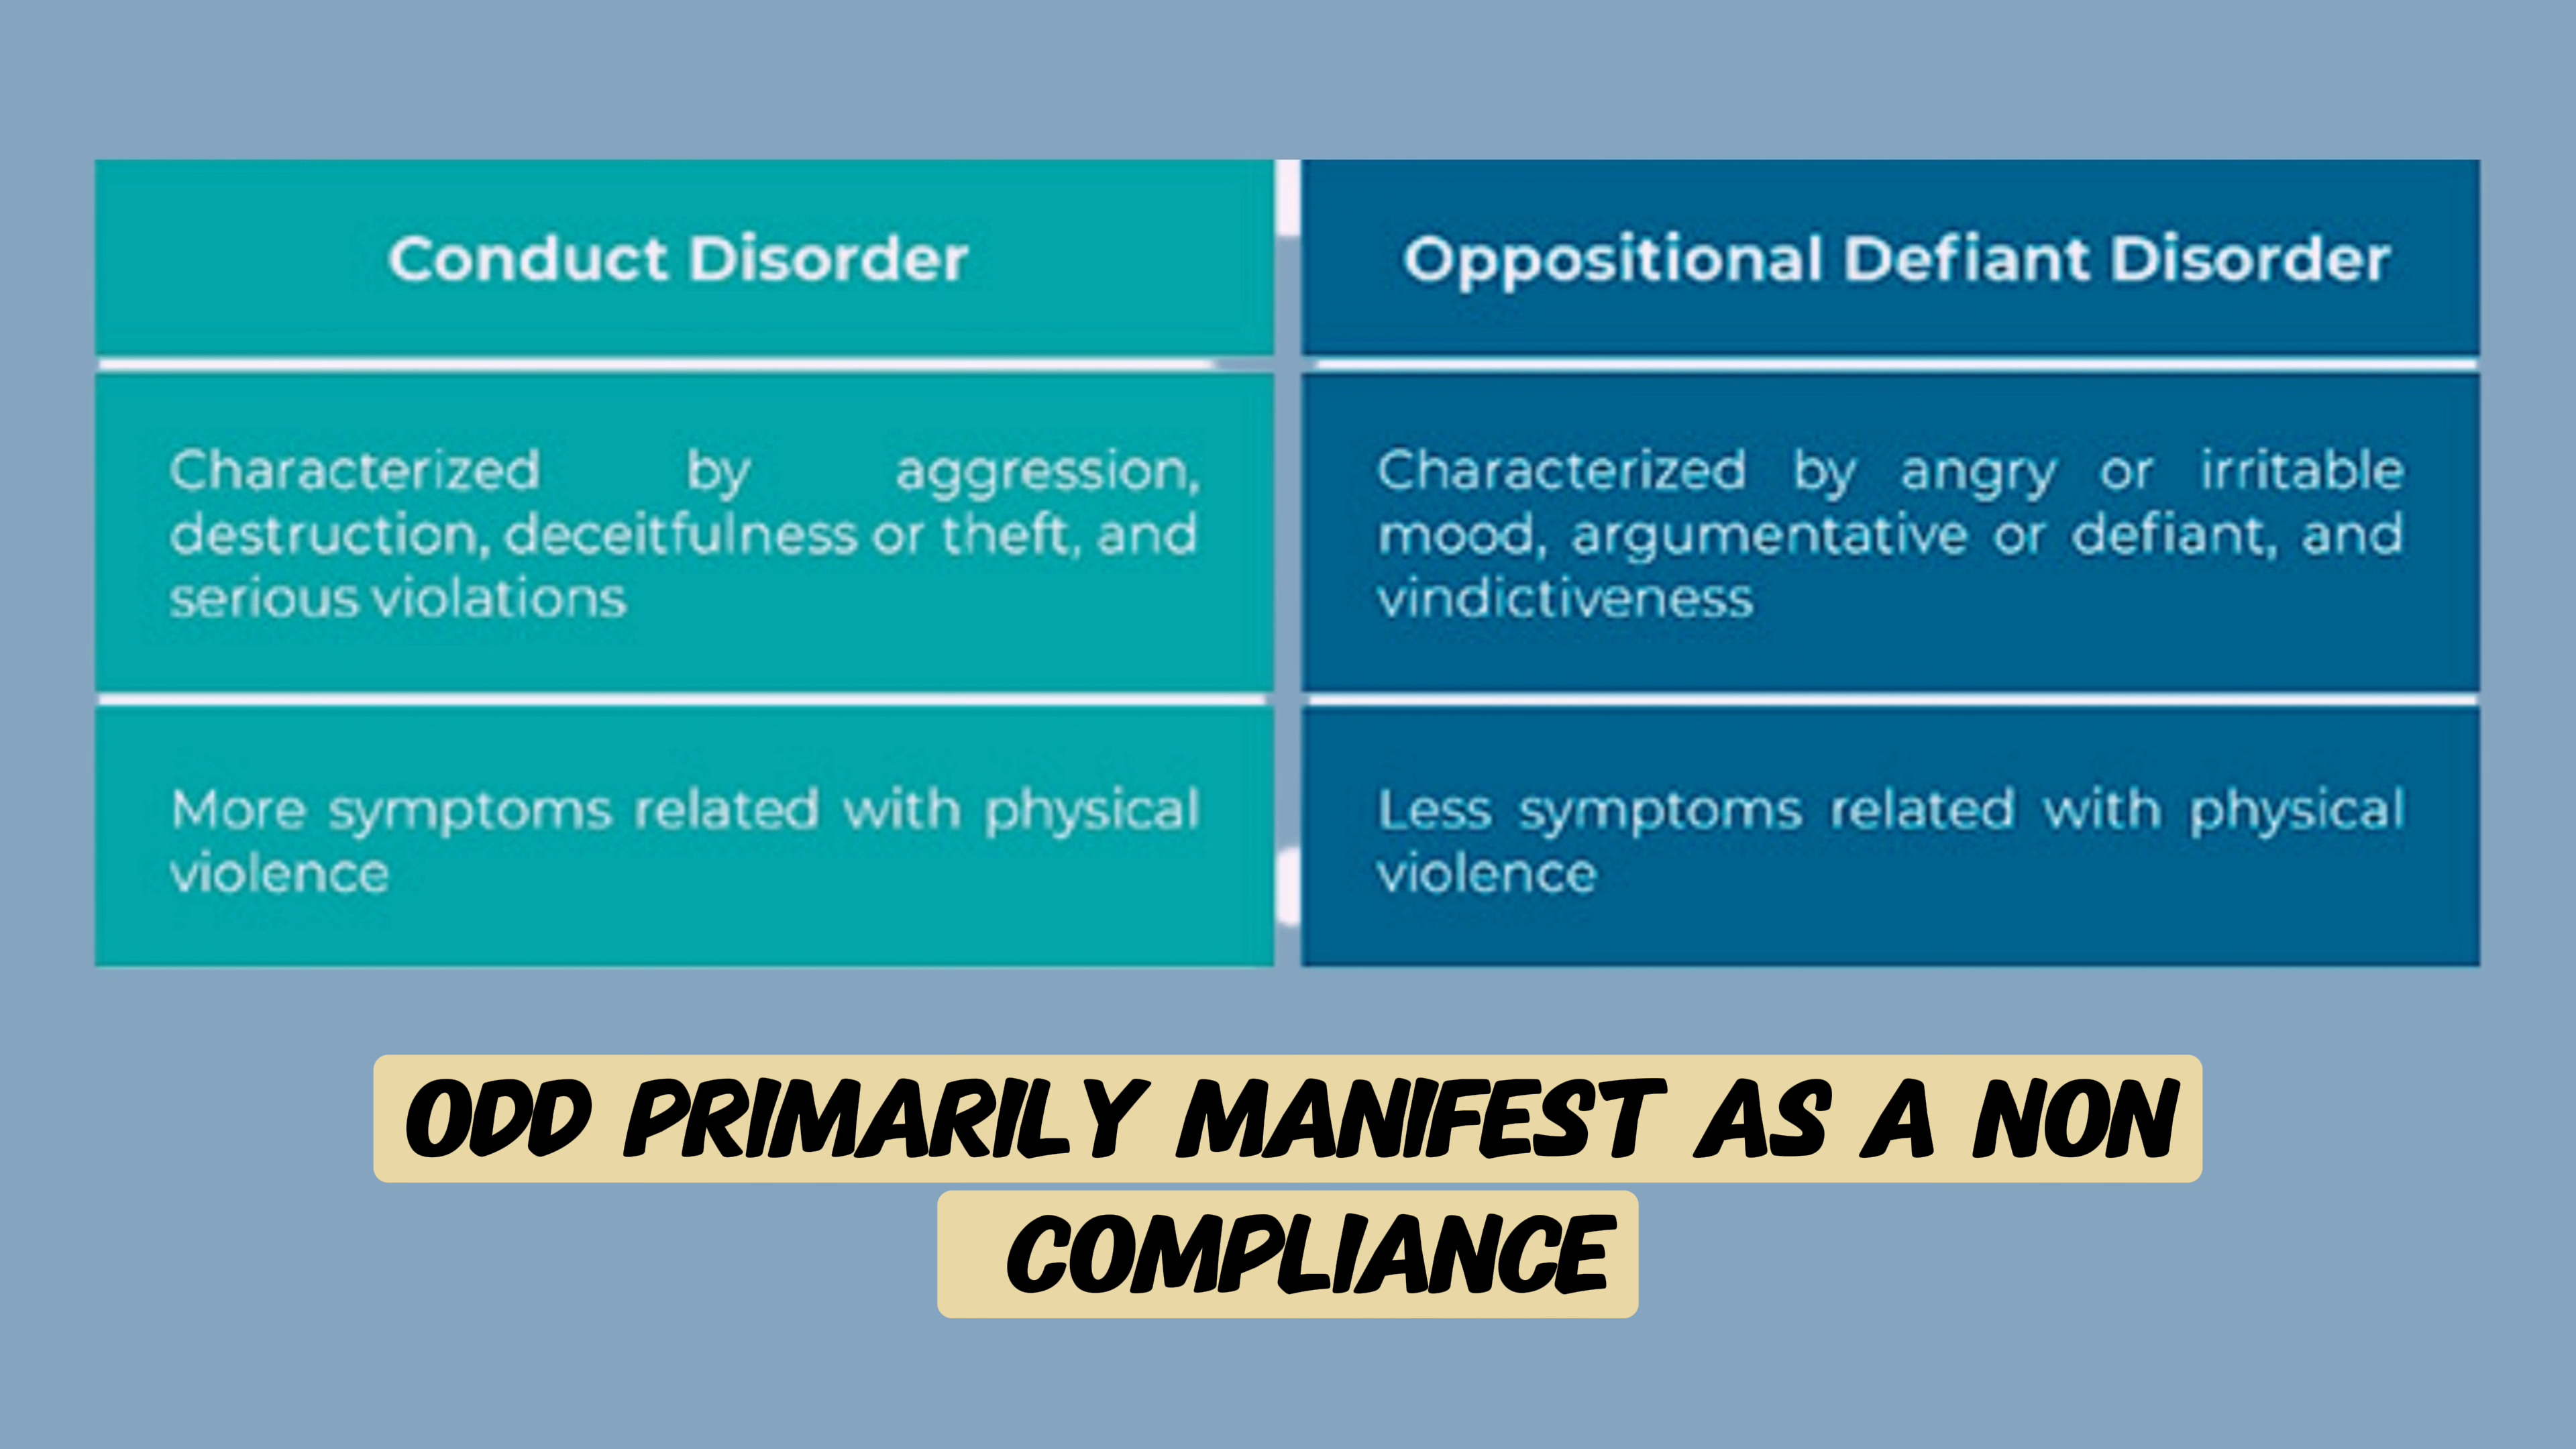 Conduct Disorder
Oppositional Defiant Disorder
Characterized by aggression,
destruction, deceitfulness or theft, and
serious violations
Characterized by angry or irritable
mood, argumentative or defiant, and
vindictiveness
More symptoms related with physical
violence
Less symptoms related with physical
violence
ODD PRIMARILY MANIFEST AS A NON
COMPLIANCE